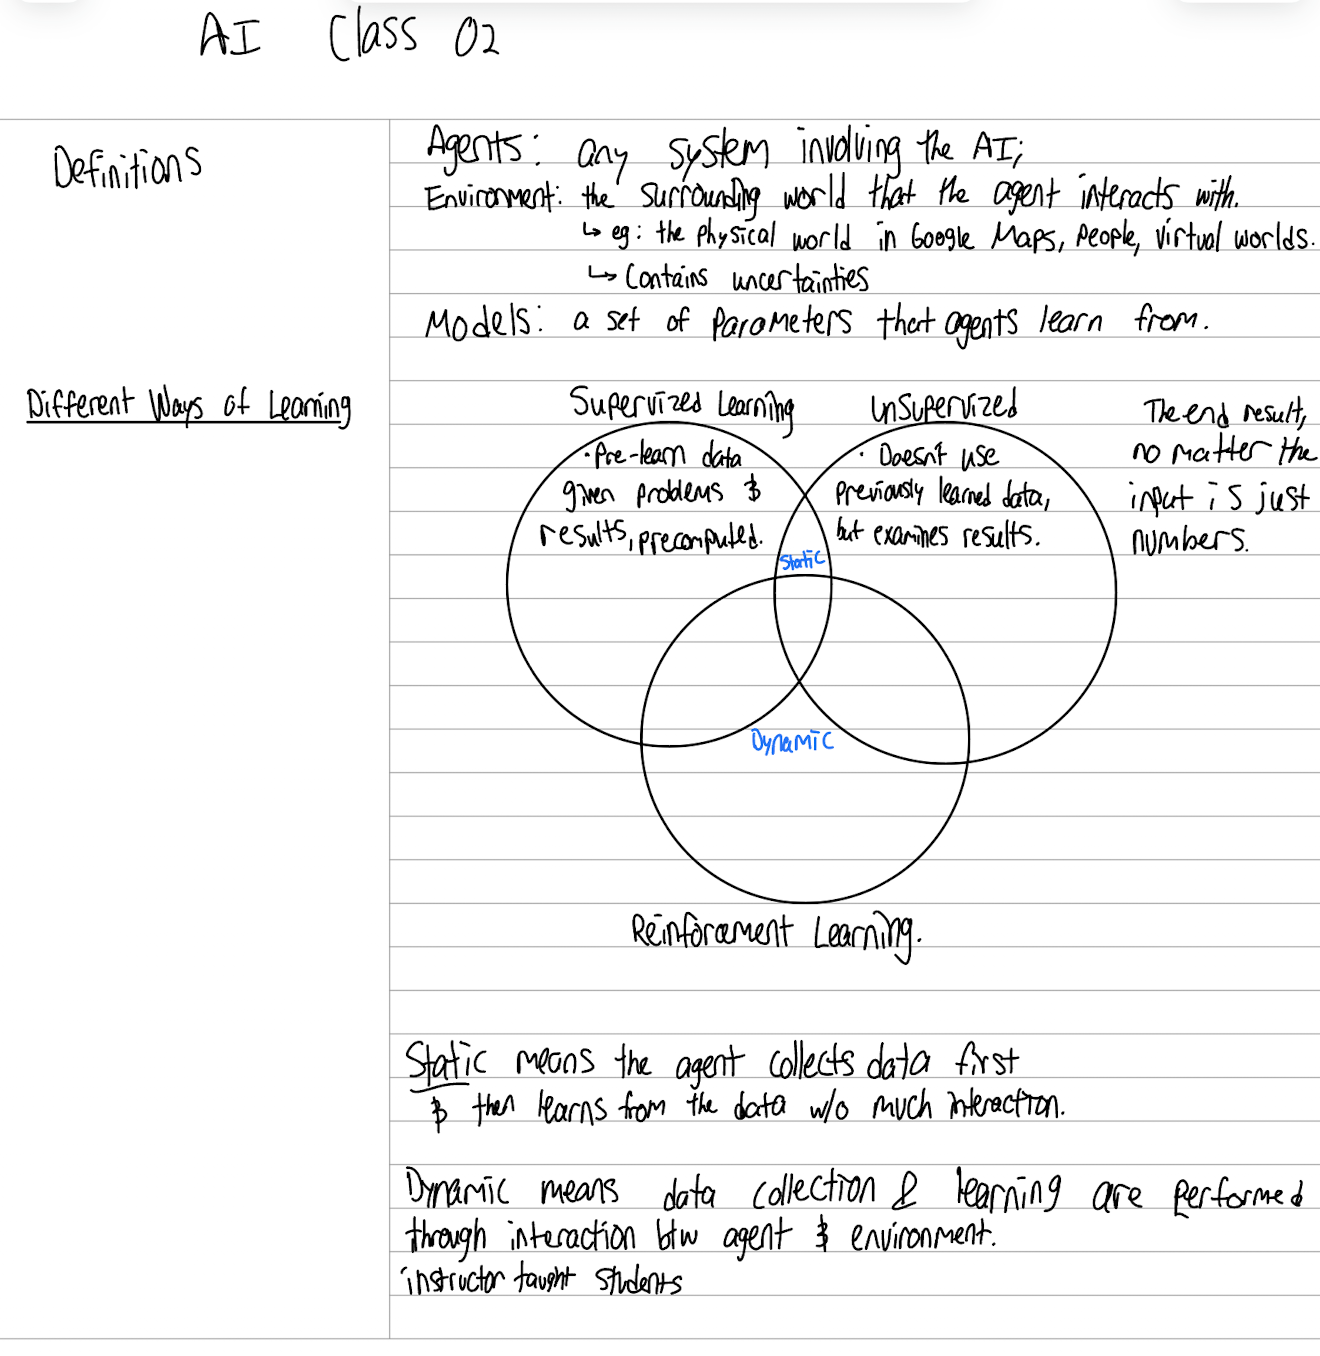 AI Class 02
Definitions
Agents: any system involving the AI;
Environment: the surrounding world that the agent interacts with.
↳ eg: the physical world in Google Maps, people, virtual worlds.
↳ Contains uncertainties
Models: a set of parameters that agents learn from.
Different Ways of Learning
Supervized Learning
· Pre-learn data
given problems &
results, precomputed.
Unsupervized
· Doesn't use
previously learned data,
but examines results.
The end result,
no matter the
input is just
numbers.
Static
Dynamic
Reinforcement Learning.
Static means the agent collects data first
& then learns from the data w/o much interaction.
Dynamic means data collection & learning are performed
through interaction btw agent & environment.
instructor taught students